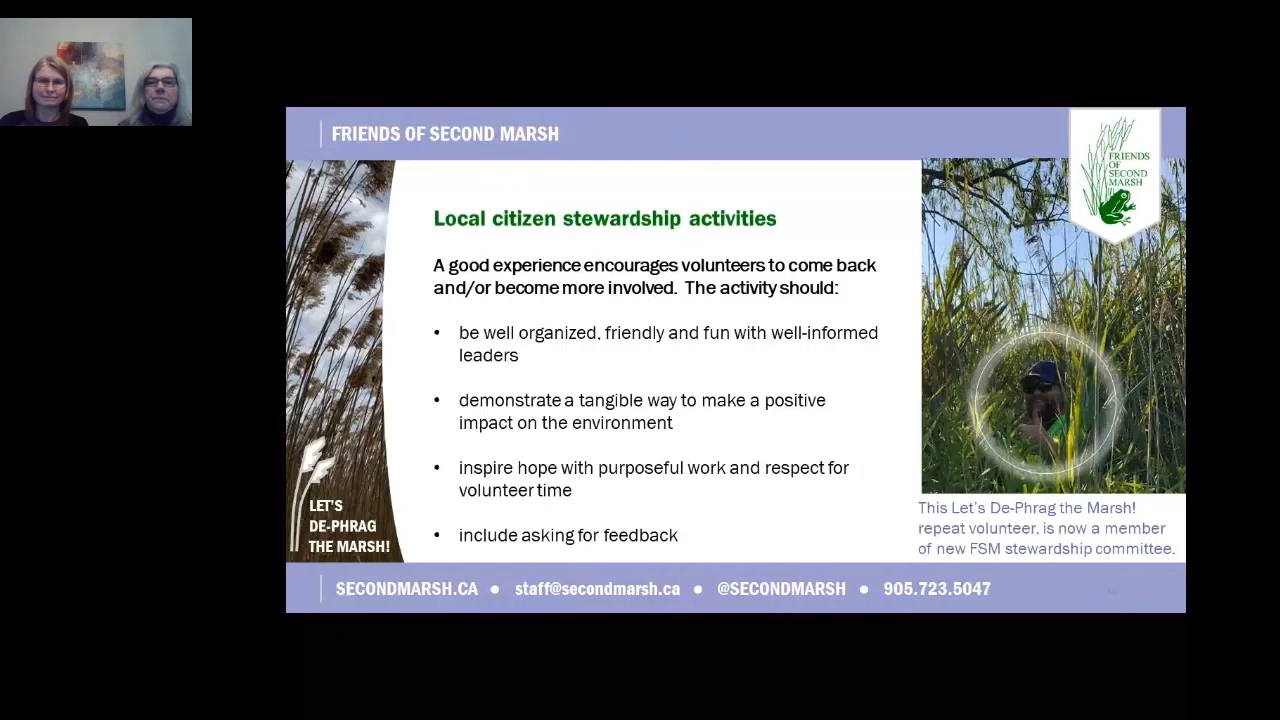 FRIENDS OF SECOND MARSH
FRIENDS
OF
SECOND
MARSH
Local citizen stewardship activities
A good experience encourages volunteers to come back
and/or become more involved. The activity should:
• be well organized, friendly and fun with well-informed
leaders
• demonstrate a tangible way to make a positive
impact on the environment
• inspire hope with purposeful work and respect for
volunteer time
• include asking for feedback
LET'S
DE-PHRAG
THE MARSH!
This Let's De-Phrag the Marsh!
repeat volunteer, is now a member
of new FSM stewardship committee.
SECONDMARSH.CA • staff@secondmarsh.ca • @SECONDMARSH • 905.723.5047